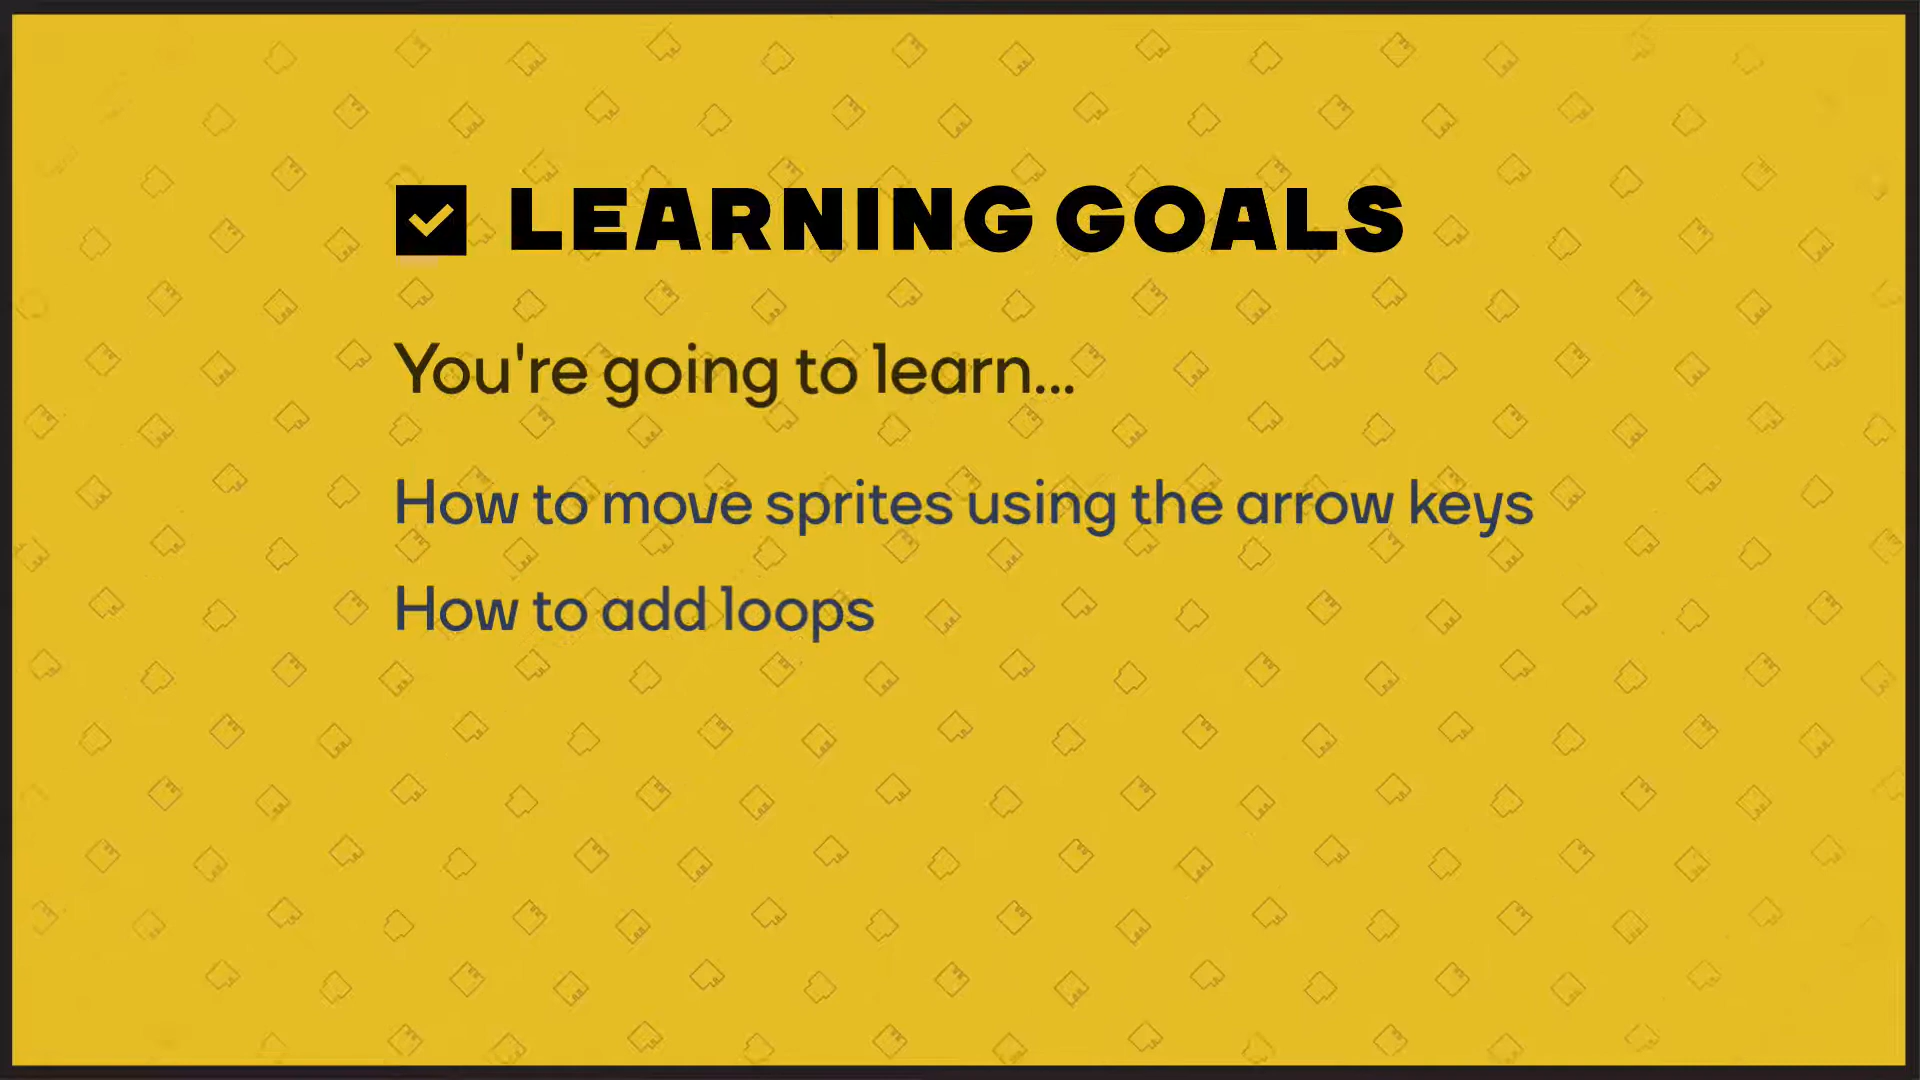 LEARNING GOALS
You're going to learn...
How to move sprites using the arrow keys
How to add loops